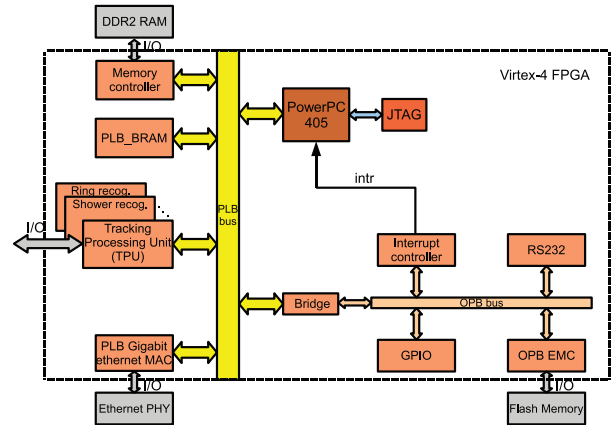 DDR2 RAM
I/O
Virtex-4 FPGA
Memory
controller
PowerPC
405
JTAG
PLB_BRAM
intr
Ring recog.
Shower recog.
I/O
Tracking
Processing Unit
(TPU)
PLB
bus
Interrupt
controller
RS232
Bridge
OPB bus
PLB Gigabit
ethernet MAC
GPIO
OPB EMC
I/O
I/O
Ethernet PHY
Flash Memory